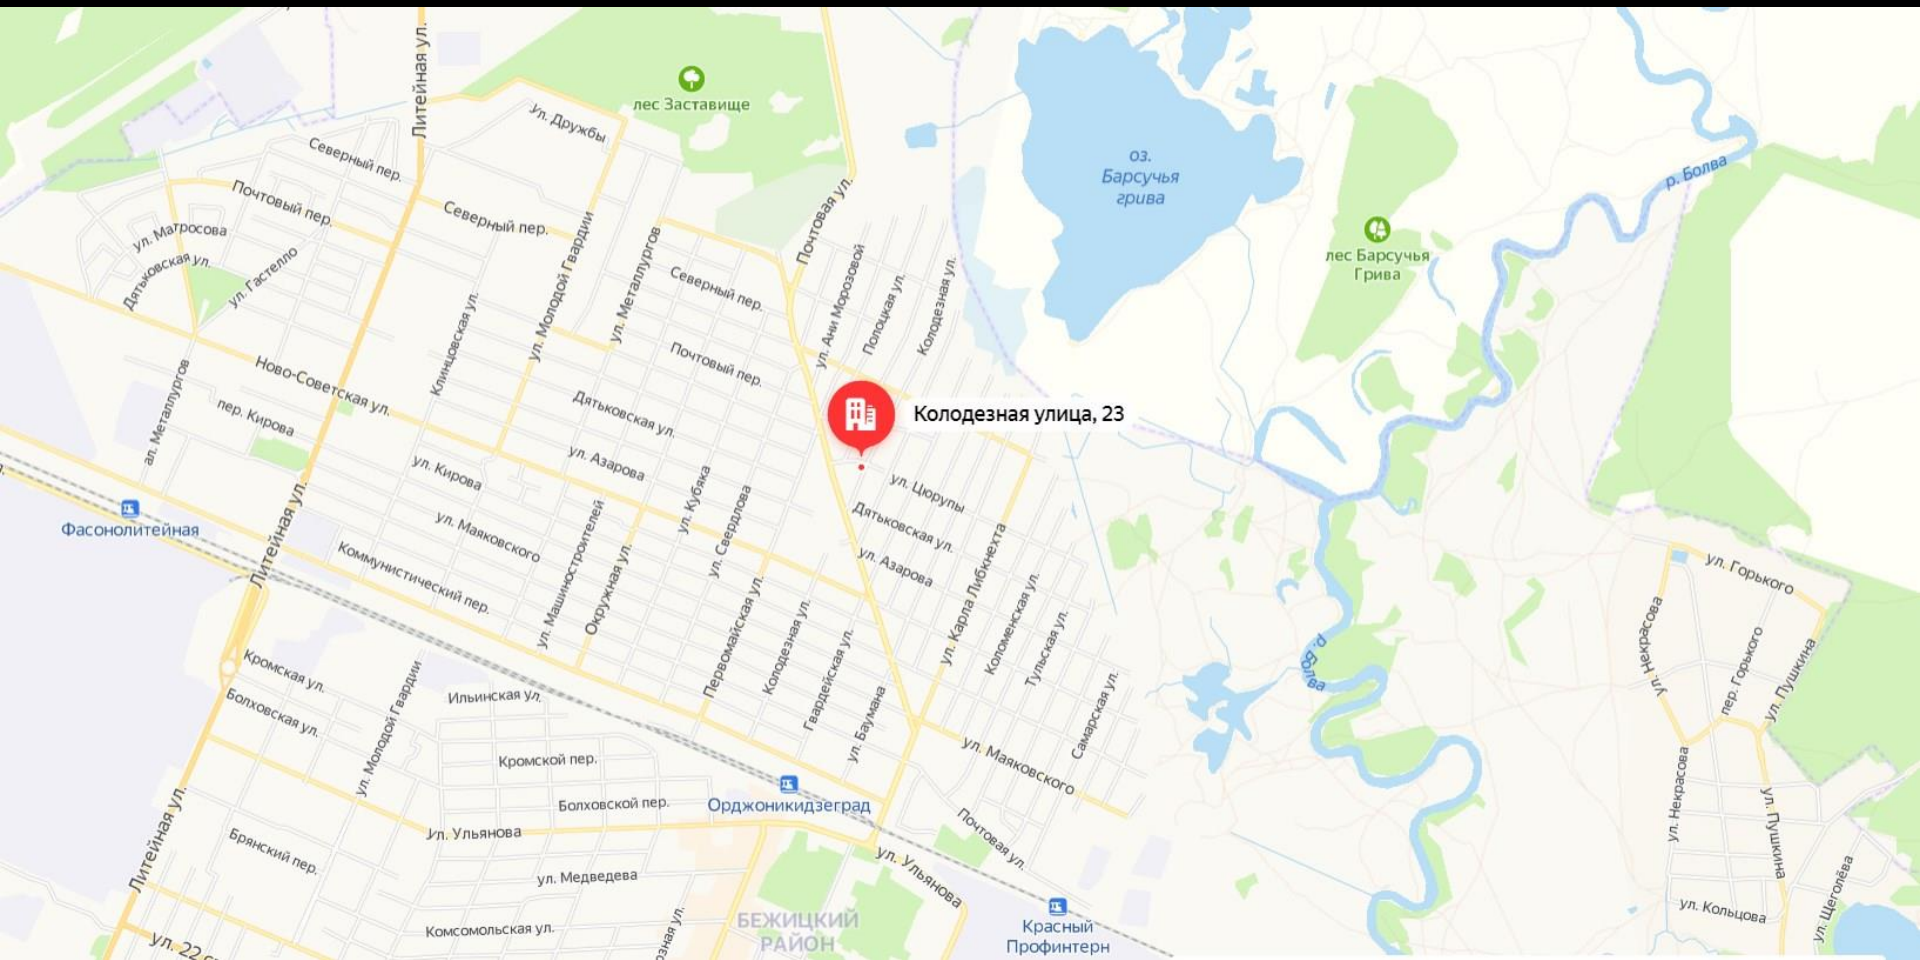 Литейная ул.
лес Заставище
ул. Дружбы
Северный пер.
Почтовый пер.
ул. Матросова
Дятьковская ул.
ул. Гастелло
Северный пер.
Клинцовская ул.
ул. Молодой Гвардии
ул. Металлургов
Почтовая ул.
Северный пер.
ул. Ани Морозовой
Полоцкая ул.
Колодезная ул.
оз.
Барсучья
грива
лес Барсучья
Грива
р. Болва
Ново-Советская ул.
ал. Металлургов
пер. Кирова
Почтовый пер.
Дятьковская ул.
Колодезная улица, 23
ул. Азарова
ул. Кирова
ул. Маяковского
ул. Кубяка
ул. Свердлова
ул. Цюрупы
Дятьковская ул.
ул. Азарова
Фасонолитейная
Литейная ул.
Коммунистический пер.
ул. Машиностроителей
Окружная ул.
Первомайская ул.
Колодезная ул.
Гвардейская ул.
ул. Баумана
ул. Карла Либкнехта
Коломенская ул.
Тульская ул.
Самарская ул.
р. Болва
ул. Горького
ул. Некрасова
пер. Горького
ул. Пушкина
Кромская ул.
Болховская ул.
ул. Молодой Гвардии
Ильинская ул.
Кромской пер.
Болховской пер.
Орджоникидзеград
ул. Маяковского
Почтовая ул.
ул. Некрасова
ул. Пушкина
Литейная ул.
Брянский пер.
ул. Ульянова
ул. Медведева
ул. Ульянова
Комсомольская ул.
БЕЖИЦКИЙ
РАЙОН
Красный
Профинтерн
ул. Кольцова
ул. Щеголёва
ул. 22